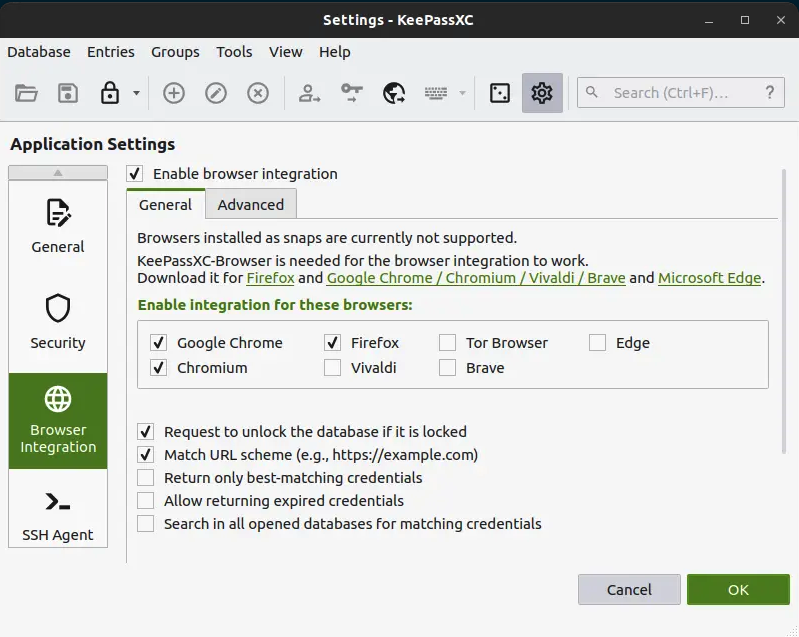 Settings - KeePassXC
Database Entries Groups Tools View Help
Search (Ctrl+F)... ?
Application Settings
Enable browser integration
General Advanced
General
Security
Browser
Integration
SSH Agent
Browsers installed as snaps are currently not supported.
KeePassXC-Browser is needed for the browser integration to work.
Download it for Firefox and Google Chrome / Chromium / Vivaldi / Brave and Microsoft Edge.
Enable integration for these browsers:
Google Chrome Firefox Tor Browser Edge
Chromium Vivaldi Brave
Request to unlock the database if it is locked
Match URL scheme (e.g., https://example.com)
Return only best-matching credentials
Allow returning expired credentials
Search in all opened databases for matching credentials
Cancel OK